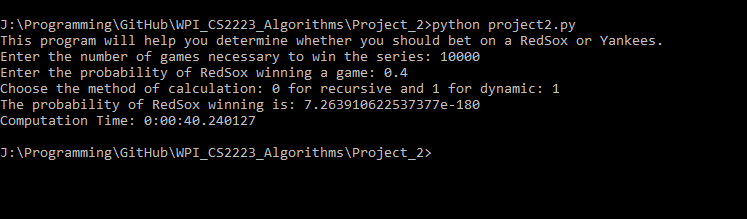 J:\Programming\GitHub\WPI_CS2223_Algorithms\Project_2>python project2.py
This program will help you determine whether you should bet on a RedSox or Yankees.
Enter the number of games necessary to win the series: 10000
Enter the probability of RedSox winning a game: 0.4
Choose the method of calculation: 0 for recursive and 1 for dynamic: 1
The probability of RedSox winning is: 7.263910622537377e-180
Computation Time: 0:00:40.240127
J:\Programming\GitHub\WPI_CS2223_Algorithms\Project_2>